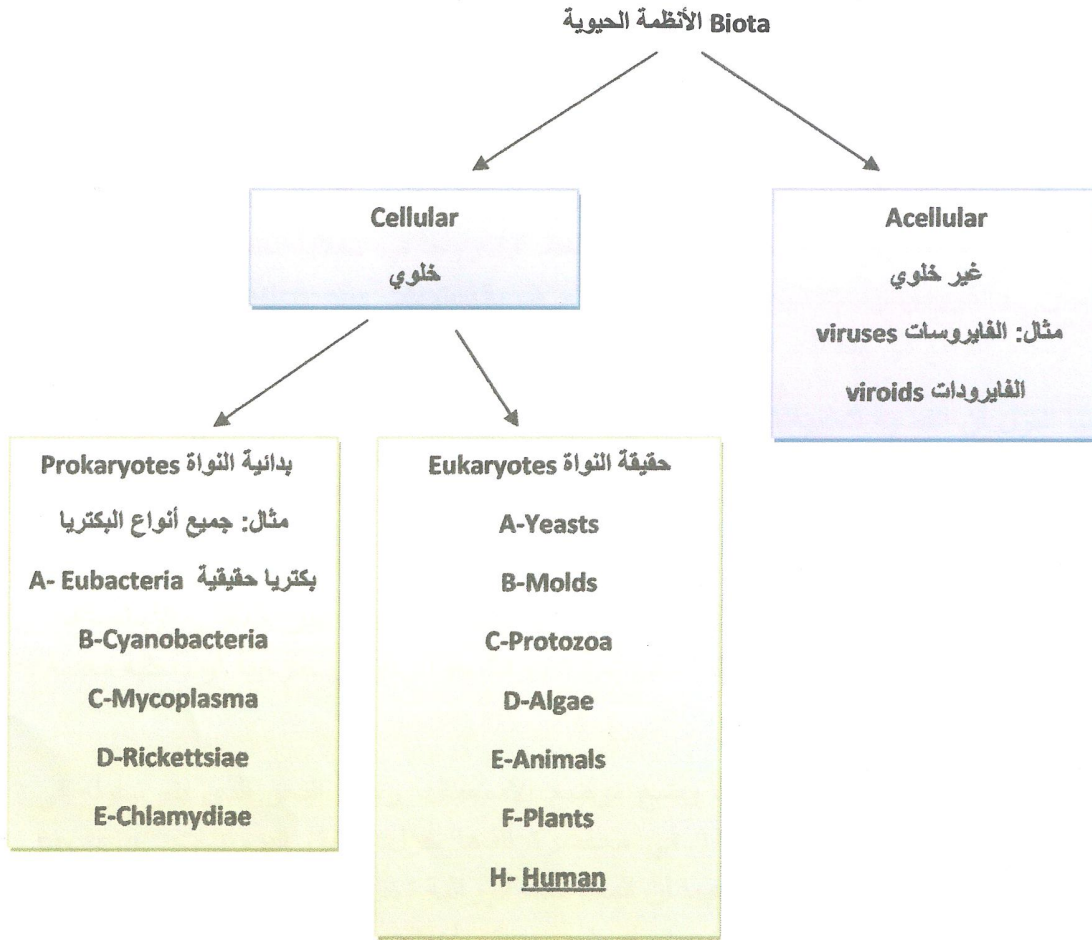 الأنظمة الحيوية Biota
Cellular
خلوي
Acellular
غير خلوي
مثال: الفايروسات viruses
الفايرودات viroids
بدائية النواة Prokaryotes
مثال: جميع أنواع البكتريا
A- Eubacteria بكتريا حقيقية
B-Cyanobacteria
C-Mycoplasma
D-Rickettsiae
E-Chlamydiae
حقيقة النواة Eukaryotes
A-Yeasts
B-Molds
C-Protozoa
D-Algae
E-Animals
F-Plants
H- Human